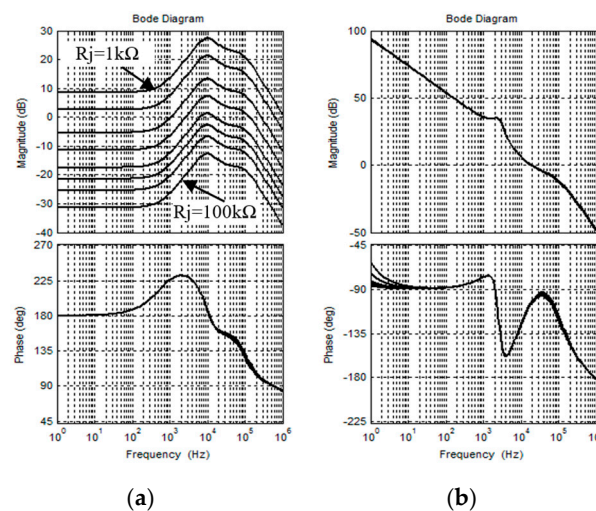 Bode Diagram
30
20
10
0
-10
-20
-30
-40
Magnitude (dB)
Rj=1kΩ
Rj=100kΩ
270
225
180
135
90
45
Phase (deg)
10^0 10^1 10^2 10^3 10^4 10^5 10^6
Frequency (Hz)
(a)
Bode Diagram
100
50
0
-50
Magnitude (dB)
-45
-90
-135
-180
-225
Phase (deg)
10^0 10^1 10^2 10^3 10^4 10^5 10^6
Frequency (Hz)
(b)